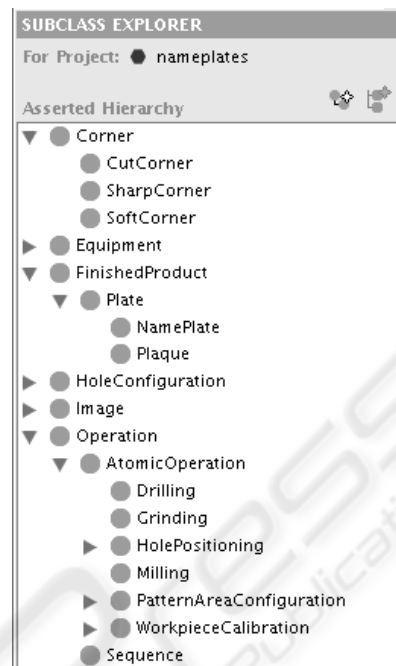 SUBCLASS EXPLORER
For Project: nameplates
Asserted Hierarchy
Corner
CutCorner
SharpCorner
SoftCorner
Equipment
FinishedProduct
Plate
NamePlate
Plaque
HoleConfiguration
Image
Operation
AtomicOperation
Drilling
Grinding
HolePositioning
Milling
PatternAreaConfiguration
WorkpieceCalibration
Sequence